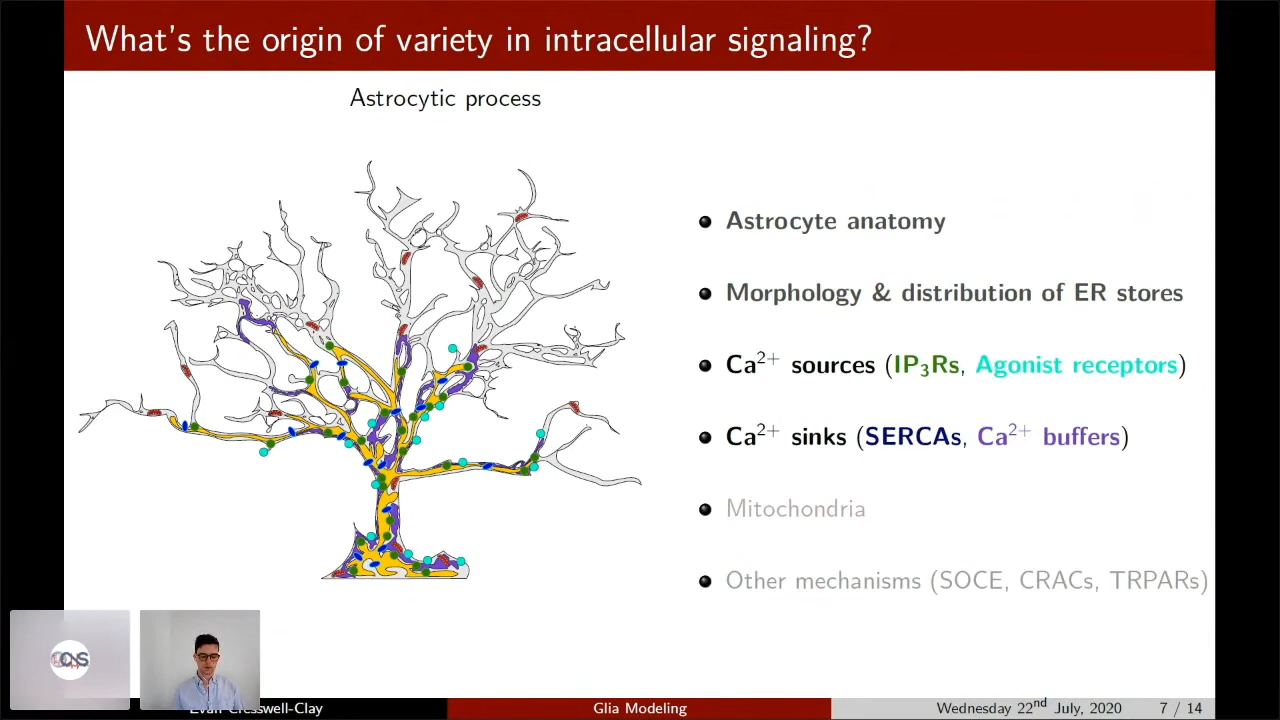 What's the origin of variety in intracellular signaling?
Astrocytic process
Astrocyte anatomy
Morphology & distribution of ER stores
Ca²⁺ sources (IP₃Rs, Agonist receptors)
Ca²⁺ sinks (SERCAs, Ca²⁺ buffers)
Mitochondria
Other mechanisms (SOCE, CRACs, TRPARs)
CNS
Evan Cresswell-Clay
Glia Modeling
Wednesday 22ⁿᵈ July, 2020 7 / 14